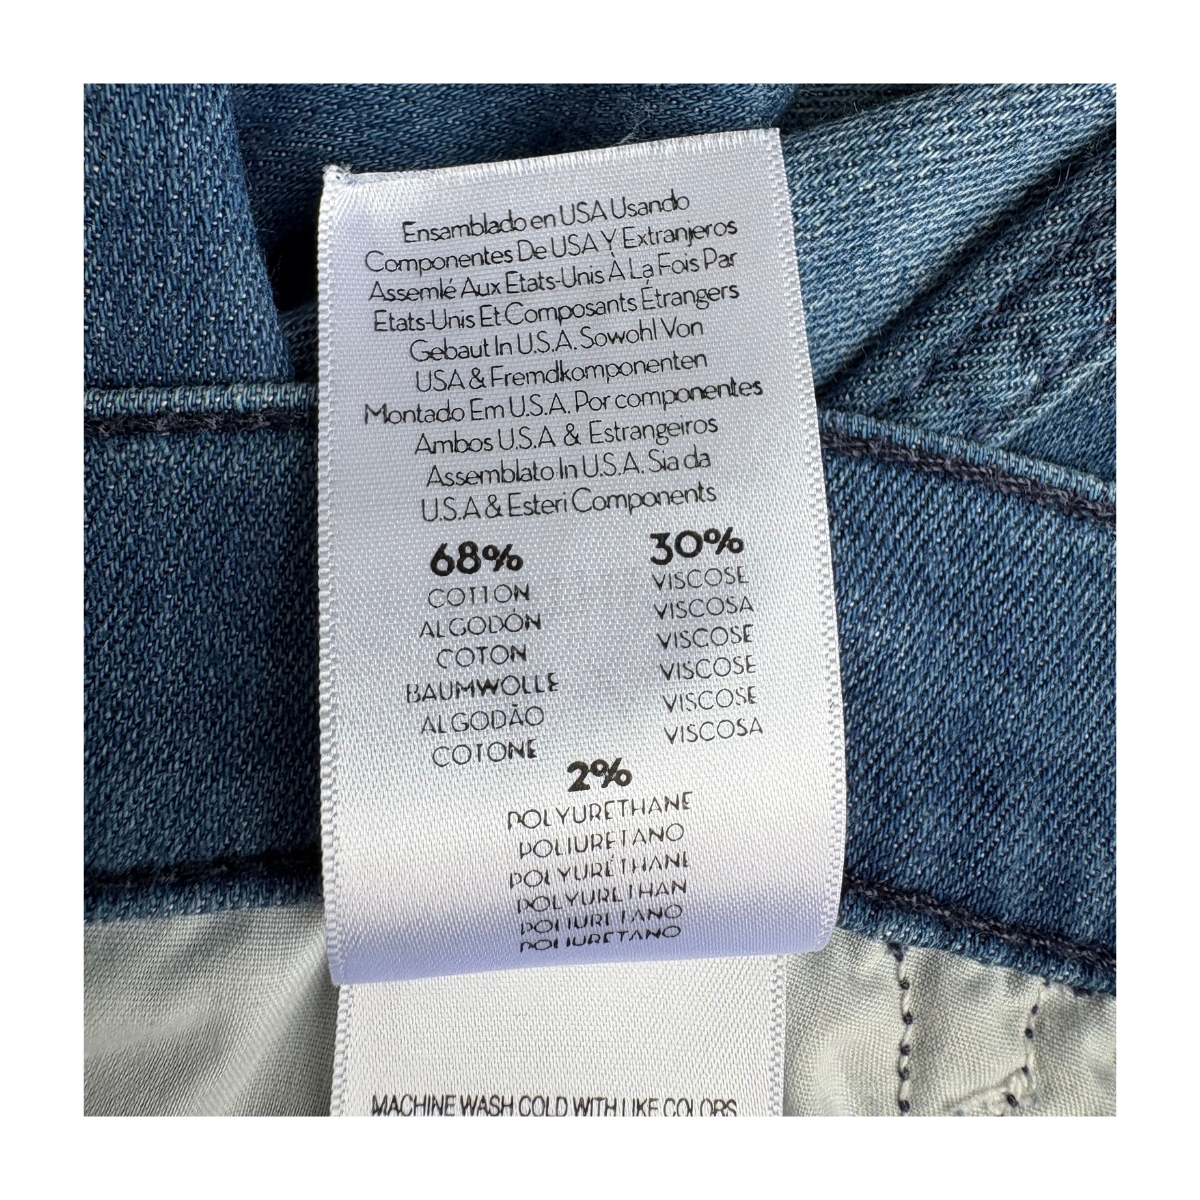 Ensamblado en USA Usando
Componentes De USA Y Extranjeros
Assemlé Aux Etats-Unis À La Fois Par
Etats-Unis Et Composants Étrangers
Gebaut In U.S.A. Sowohl Von
USA & Fremdkomponenten
Montado Em U.S.A. Por componentes
Ambos U.S.A & Estrangeiros
Assemblato In U.S.A. Sia da
U.S.A & Esteri Components
68%
COTTON
ALGODÓN
COTON
BAUMWOLLE
ALGODÃO
COTONE
30%
VISCOSE
VISCOSA
VISCOSE
VISCOSE
VISCOSE
VISCOSA
2%
POLYURETHANE
POLIURETANO
POLYURÉTHANE
POLYURETHAN
POLIURETANO
POLIURETANO
MACHINE WASH COLD WITH LIKE COLORS